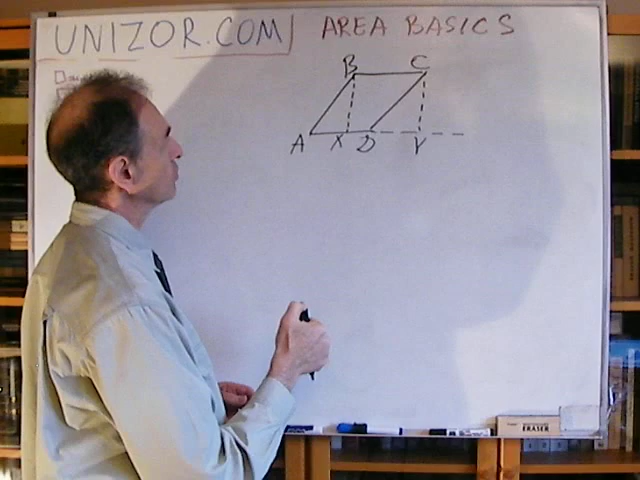 UNIZOR.COM
AREA BASICS
B C
A X D Y
ERASER